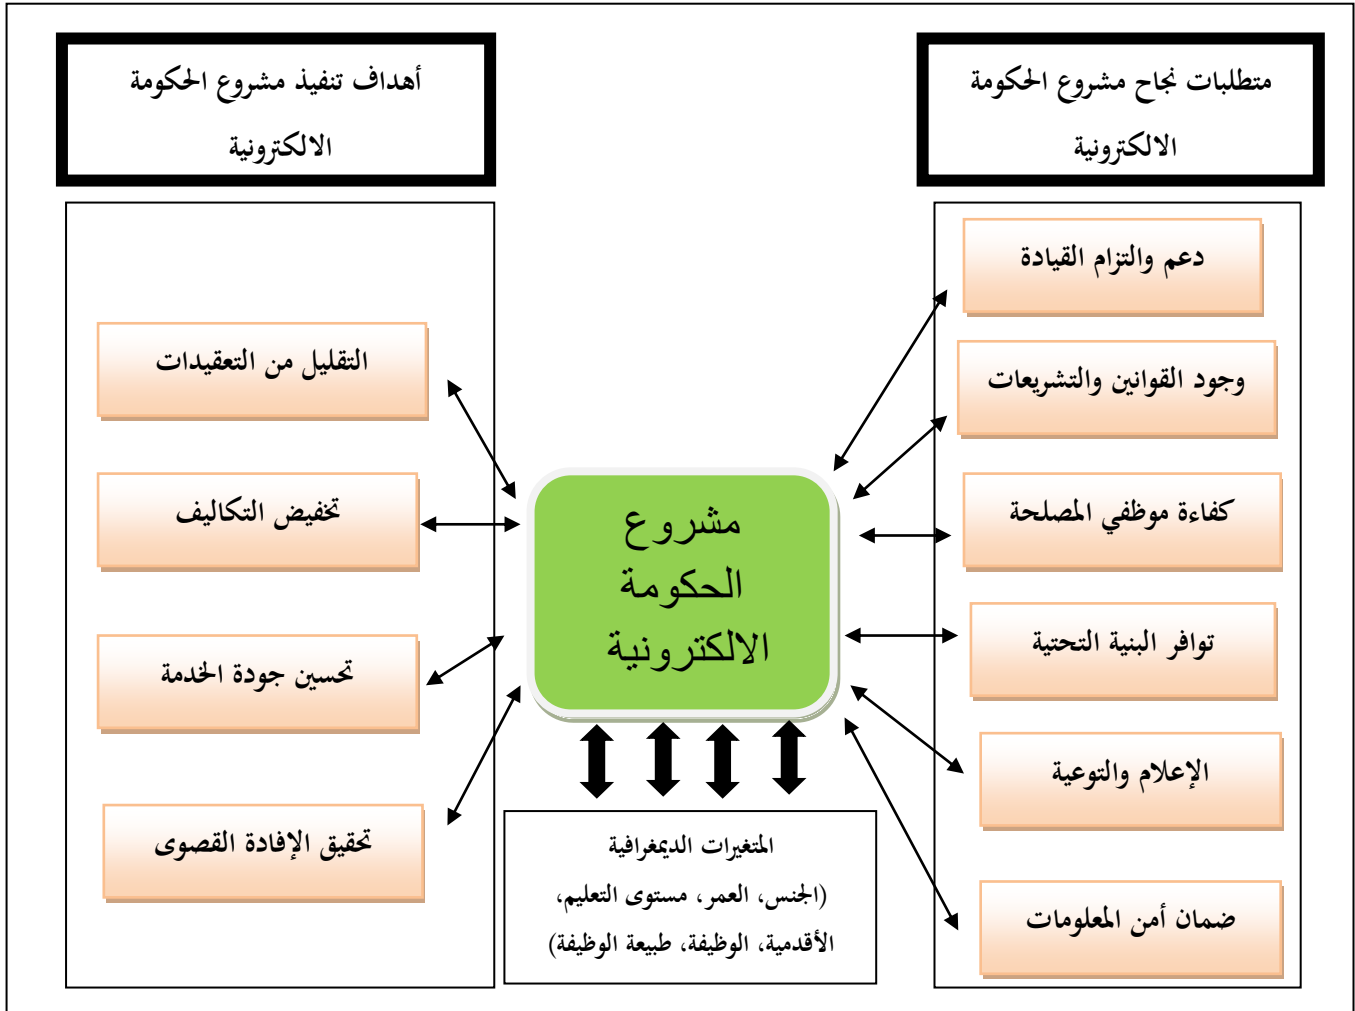 متطلبات نجاح مشروع الحكومة
الالكترونية
دعم والتزام القيادة
وجود القوانين والتشريعات
كفاءة موظفي المصلحة
توافر البنية التحتية
الإعلام والتوعية
ضمان أمن المعلومات
مشروع
الحكومة
الالكترونية
المتغيرات الديمغرافية
(الجنس، العمر، مستوى التعليم،
الأقدمية، الوظيفة، طبيعة الوظيفة)
أهداف تنفيذ مشروع الحكومة
الالكترونية
التقليل من التعقيدات
تخفيض التكاليف
تحسين جودة الخدمة
تحقيق الإفادة القصوى